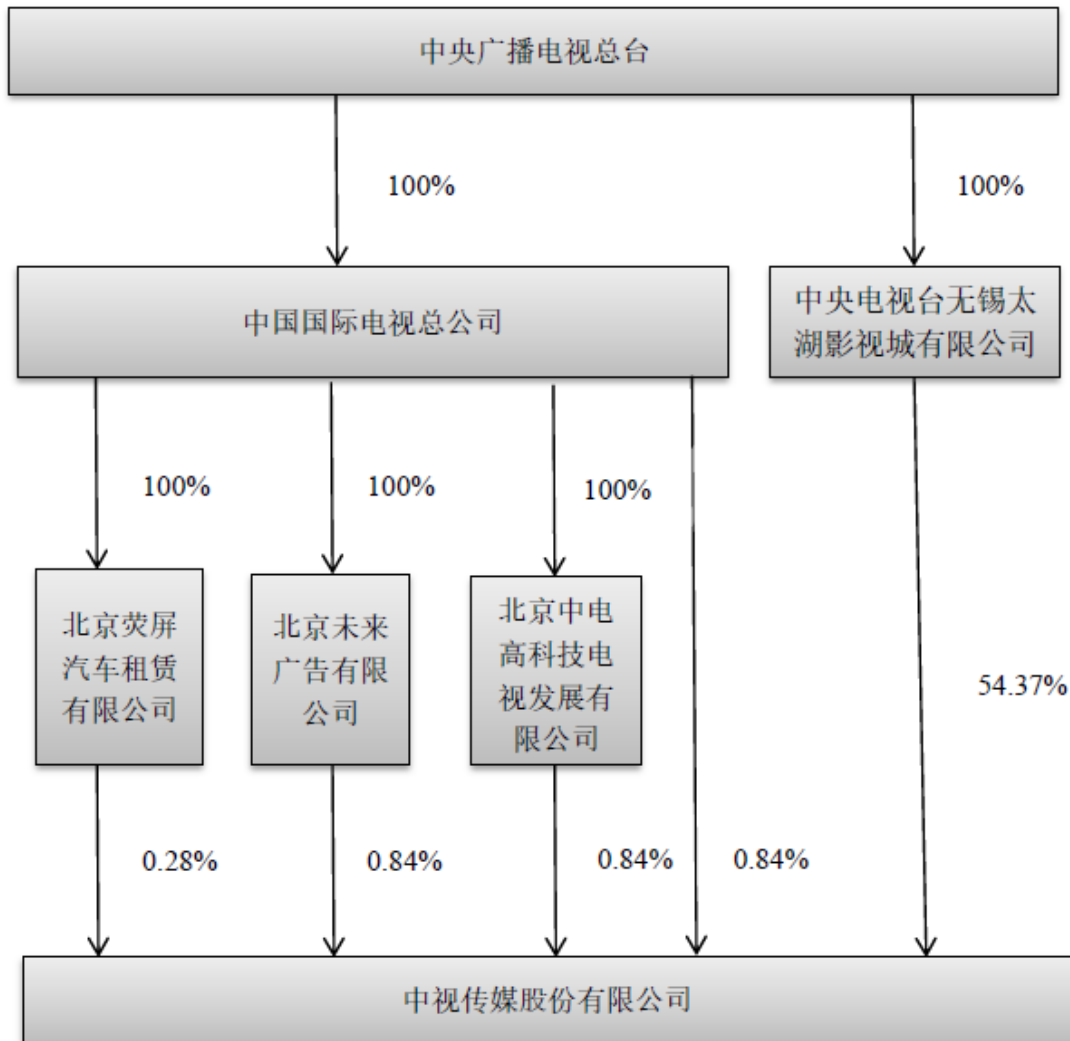 中央广播电视总台
100%
100%
中国国际电视总公司
中央电视台无锡太
湖影视城有限公司
100%
100%
100%
北京荧屏
汽车租赁
有限公司
北京未来
广告有限
公司
北京中电
高科技电
视发展有
限公司
54.37%
0.28%
0.84%
0.84%
0.84%
中视传媒股份有限公司